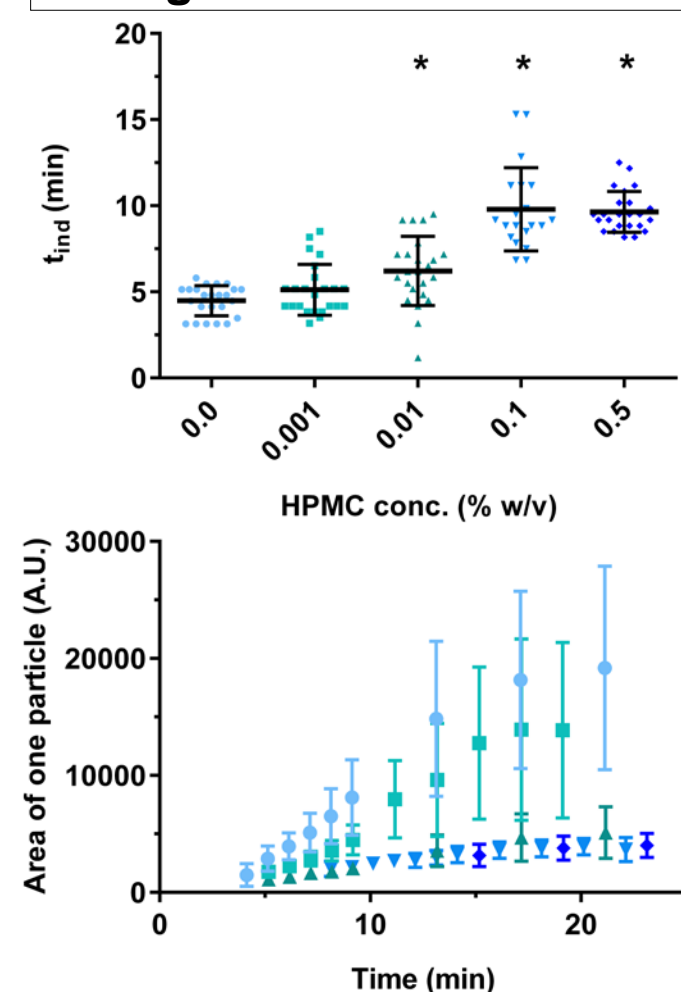 20
* * *
15
10
5
0
t_ind (min)
0.0 0.001 0.01 0.1 0.5
HPMC conc. (% w/v)
30000
20000
10000
0
Area of one particle (A.U.)
0 10 20
Time (min)